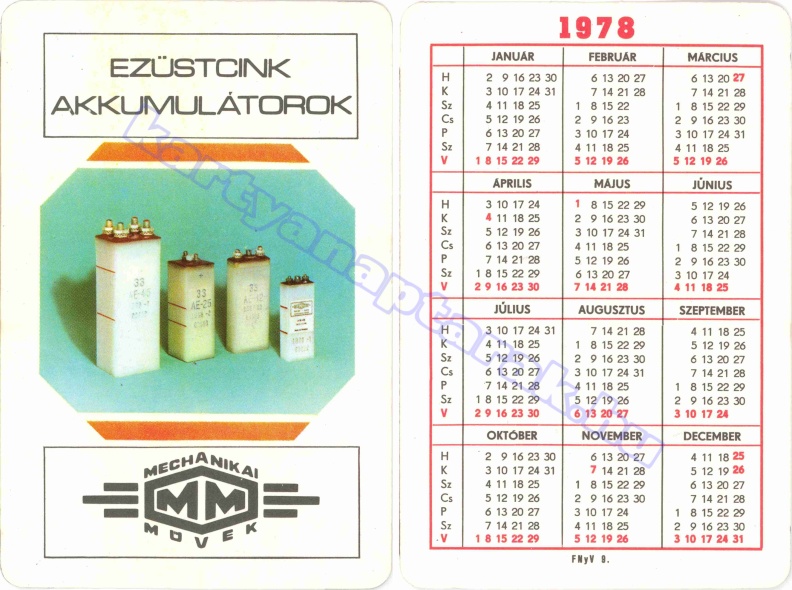 EZÜSTCINK
AKKUMULÁTOROK
33
33
AE-25
MECHANIKAI
MM
MŰVEK
kartyanaptarak.hu
1978
JANUÁR FEBRUÁR MÁRCIUS
H 2 9 16 23 30 6 13 20 27 6 13 20 27
K 3 10 17 24 31 7 14 21 28 7 14 21 28
Sz 4 11 18 25 1 8 15 22 1 8 15 22 29
Cs 5 12 19 26 2 9 16 23 2 9 16 23 30
P 6 13 20 27 3 10 17 24 3 10 17 24 31
Sz 7 14 21 28 4 11 18 25 4 11 18 25
V 1 8 15 22 29 5 12 19 26 5 12 19 26
ÁPRILIS MÁJUS JÚNIUS
H 3 10 17 24 1 8 15 22 29 5 12 19 26
K 4 11 18 25 2 9 16 23 30 6 13 20 27
Sz 5 12 19 26 3 10 17 24 31 7 14 21 28
Cs 6 13 20 27 4 11 18 25 1 8 15 22 29
P 7 14 21 28 5 12 19 26 2 9 16 23 30
Sz 1 8 15 22 29 6 13 20 27 3 10 17 24
V 2 9 16 23 30 7 14 21 28 4 11 18 25
JÚLIUS AUGUSZTUS SZEPTEMBER
H 3 10 17 24 31 7 14 21 28 4 11 18 25
K 4 11 18 25 1 8 15 22 29 5 12 19 26
Sz 5 12 19 26 2 9 16 23 30 6 13 20 27
Cs 6 13 20 27 3 10 17 24 31 7 14 21 28
P 7 14 21 28 4 11 18 25 1 8 15 22 29
Sz 1 8 15 22 29 5 12 19 26 2 9 16 23 30
V 2 9 16 23 30 6 13 20 27 3 10 17 24
OKTÓBER NOVEMBER DECEMBER
H 2 9 16 23 30 6 13 20 27 4 11 18 25
K 3 10 17 24 31 7 14 21 28 5 12 19 26
Sz 4 11 18 25 1 8 15 22 29 6 13 20 27
Cs 5 12 19 26 2 9 16 23 30 7 14 21 28
P 6 13 20 27 3 10 17 24 1 8 15 22 29
Sz 7 14 21 28 4 11 18 25 2 9 16 23 30
V 1 8 15 22 29 5 12 19 26 3 10 17 24 31
FNyV 9.